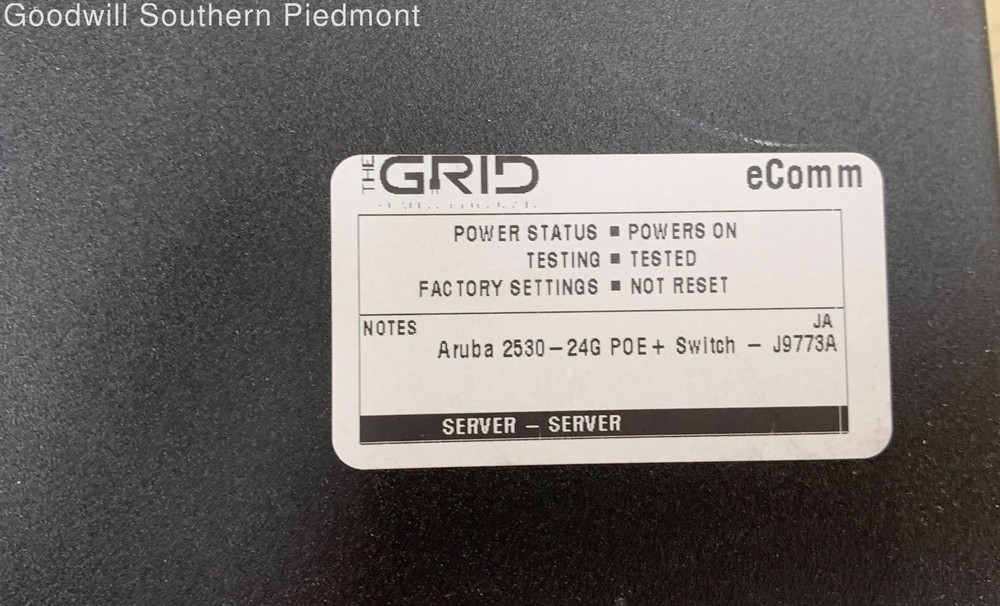 Goodwill Southern Piedmont
THE GRID
eComm
POWER STATUS ■ POWERS ON
TESTING ■ TESTED
FACTORY SETTINGS ■ NOT RESET
NOTES
JA
Aruba 2530-24G POE+ Switch - J9773A
SERVER - SERVER